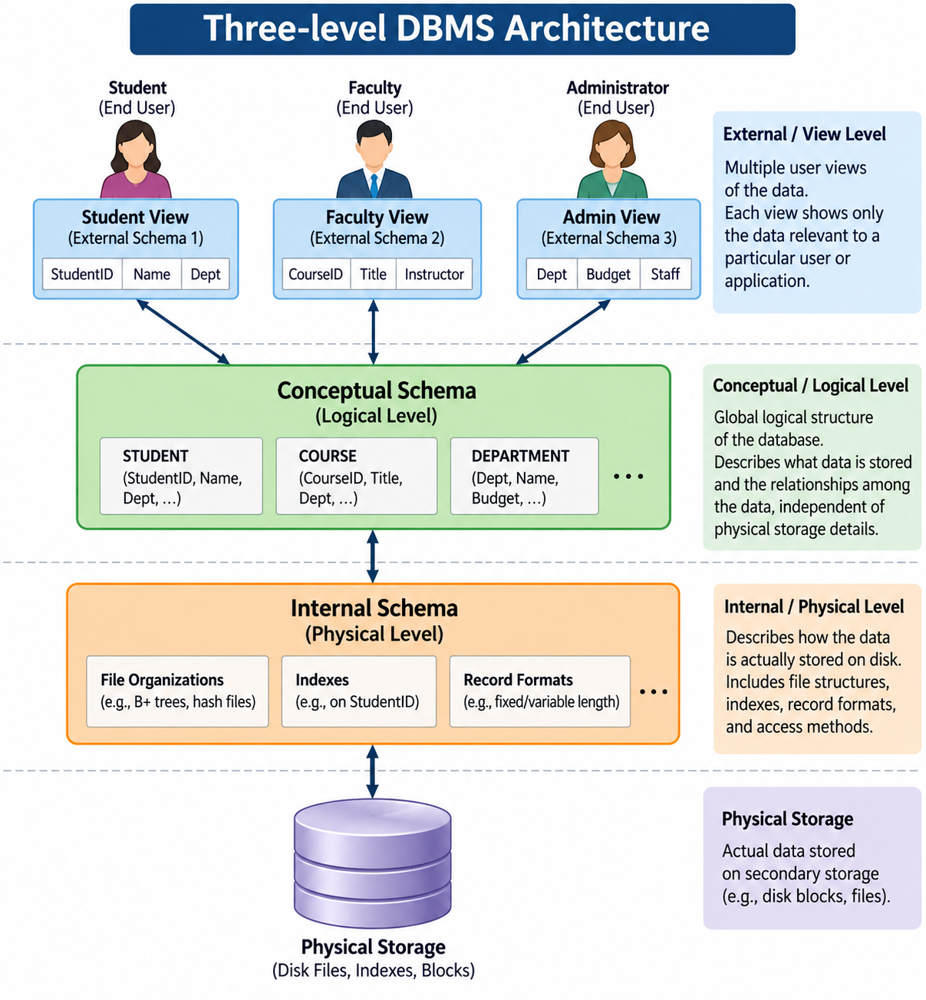 Three-level DBMS Architecture
Student
(End User)
Faculty
(End User)
Administrator
(End User)
Student View
(External Schema 1)
StudentID Name Dept
Faculty View
(External Schema 2)
CourseID Title Instructor
Admin View
(External Schema 3)
Dept Budget Staff
External / View Level
Multiple user views
of the data.
Each view shows only
the data relevant to a
particular user or
application.
Conceptual Schema
(Logical Level)
STUDENT
(StudentID, Name,
Dept, ...)
COURSE
(CourseID, Title,
Dept, ...)
DEPARTMENT
(Dept, Name,
Budget, ...)
...
Conceptual / Logical Level
Global logical structure
of the database.
Describes what data is stored
and the relationships among
the data, independent of
physical storage details.
Internal Schema
(Physical Level)
File Organizations
(e.g., B+ trees, hash files)
Indexes
(e.g., on StudentID)
Record Formats
(e.g., fixed/variable length)
...
Internal / Physical Level
Describes how the data
is actually stored on disk.
Includes file structures,
indexes, record formats,
and access methods.
Physical Storage
(Disk Files, Indexes, Blocks)
Physical Storage
Actual data stored
on secondary storage
(e.g., disk blocks, files).